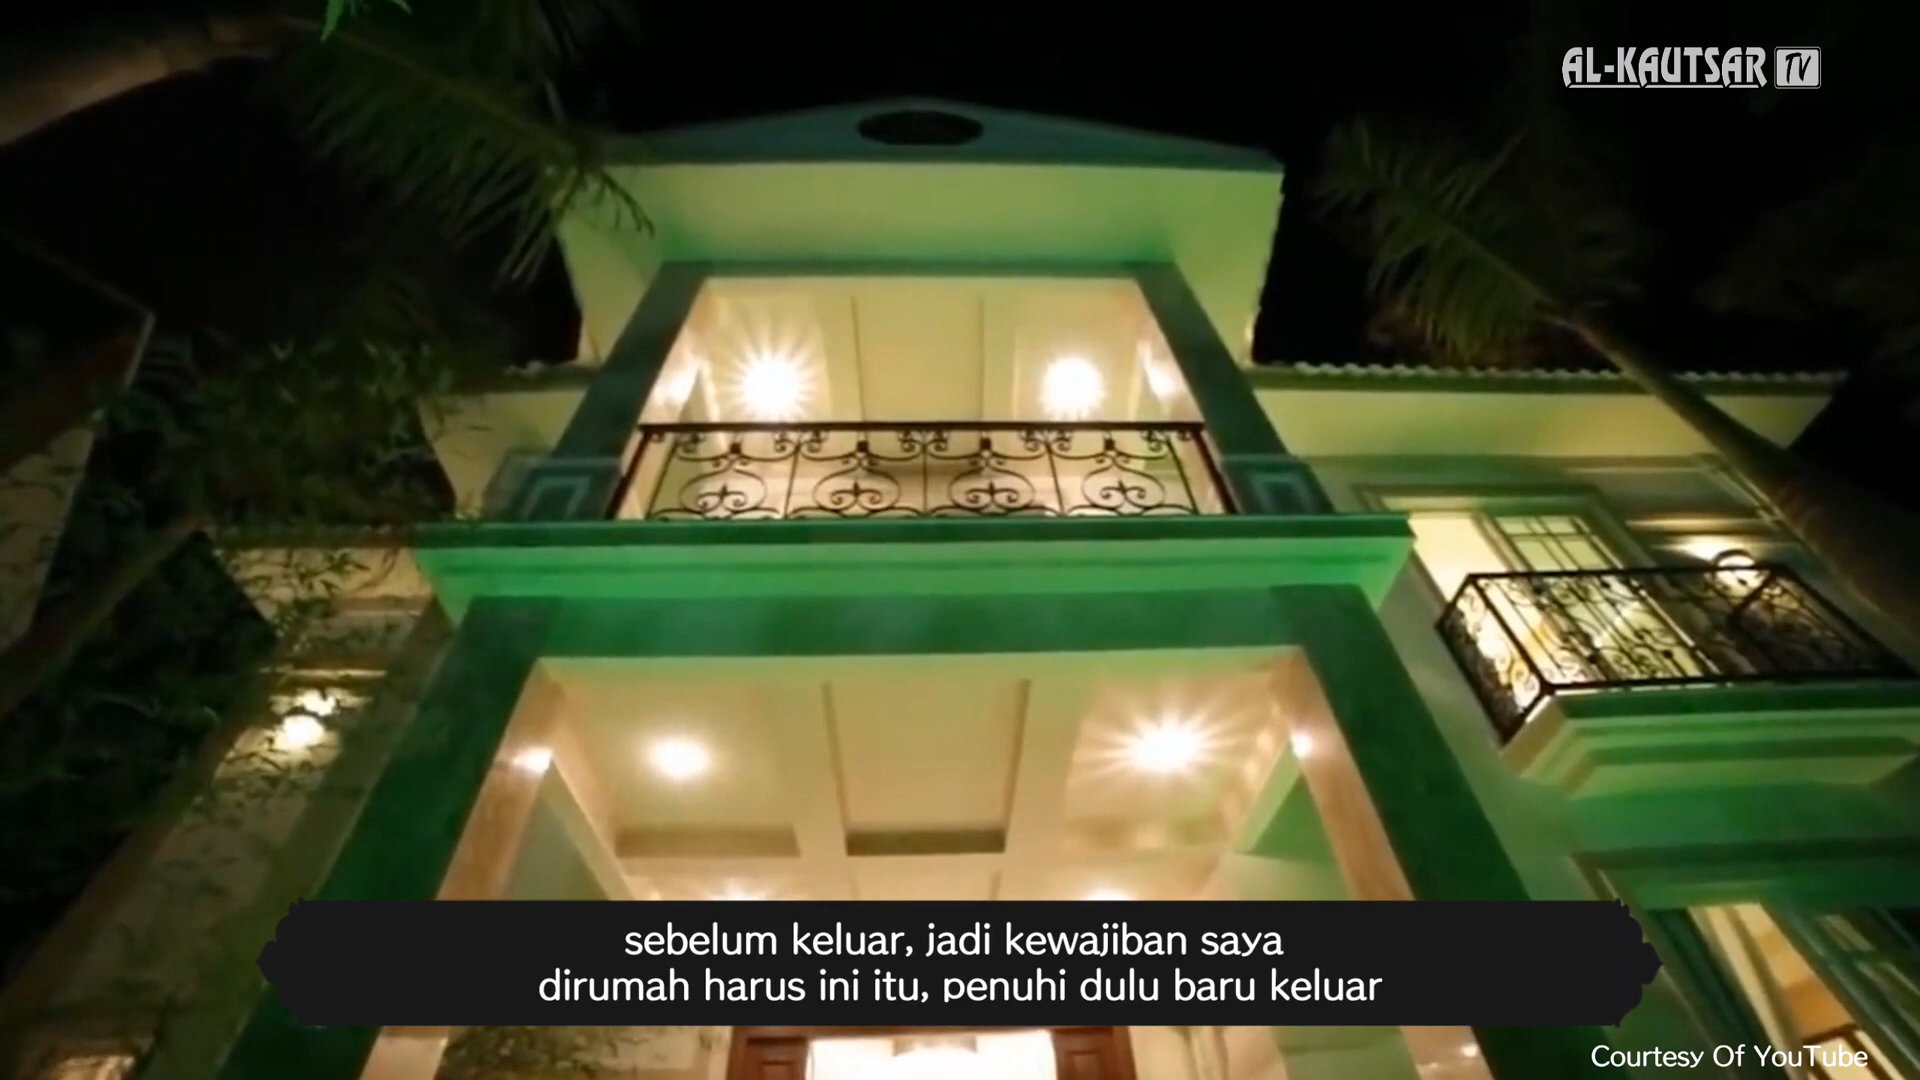 AL-KAUTSAR TV
sebelum keluar, jadi kewajiban saya
dirumah harus ini itu, penuhi dulu baru keluar
Courtesy Of YouTube